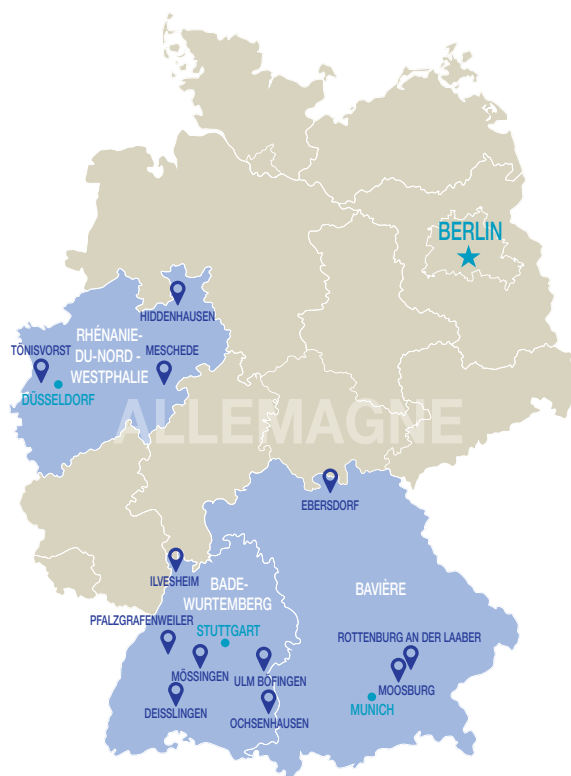 BERLIN
HIDDENHAUSEN
RHÉNANIE-
DU-NORD -
WESTPHALIE
TÖNISVORST
MESCHEDE
DÜSSELDORF
ALLEMAGNE
EBERSDORF
ILVESHEIM
BADE-
WURTEMBERG
BAVIÈRE
PFALZGRAFENWEILER
STUTTGART
ROTTENBURG AN DER LAABER
MÖSSINGEN
ULM BÖFINGEN
MOOSBURG
DEISSLINGEN
OCHSENHAUSEN
MUNICH